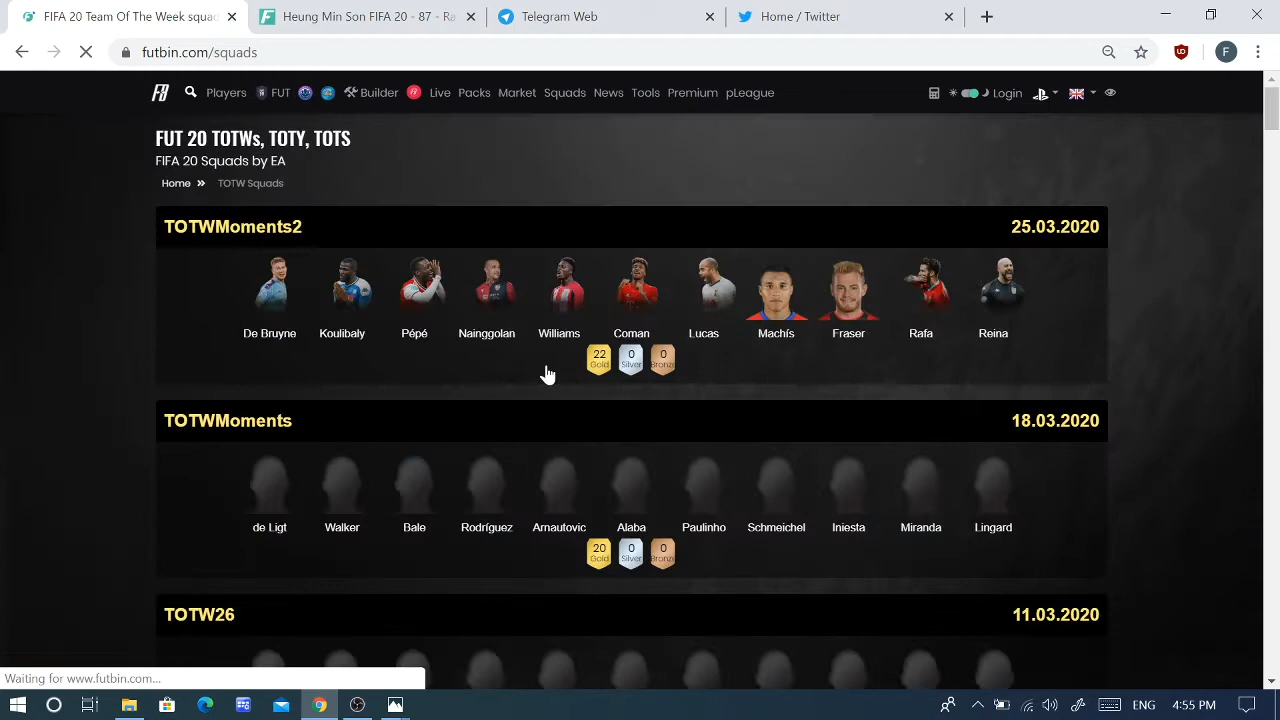 FIFA 20 Team Of The Week squad
Heung Min Son FIFA 20 - 87 - Ra
Telegram Web
Home / Twitter
futbin.com/squads
F
Players FUT Builder Live Packs Market Squads News Tools Premium pLeague Login
FUT 20 TOTWs, TOTY, TOTS
FIFA 20 Squads by EA
Home TOTW Squads
TOTWMoments2 25.03.2020
De Bruyne Koulibaly Pépé Nainggolan Williams Coman Lucas Machís Fraser Rafa Reina
22 0 0
Gold Silver Bronze
TOTWMoments 18.03.2020
de Ligt Walker Bale Rodríguez Arnautovic Alaba Paulinho Schmeichel Iniesta Miranda Lingard
20 0 0
Gold Silver Bronze
TOTW26 11.03.2020
Waiting for www.futbin.com...
ENG 4:55 PM